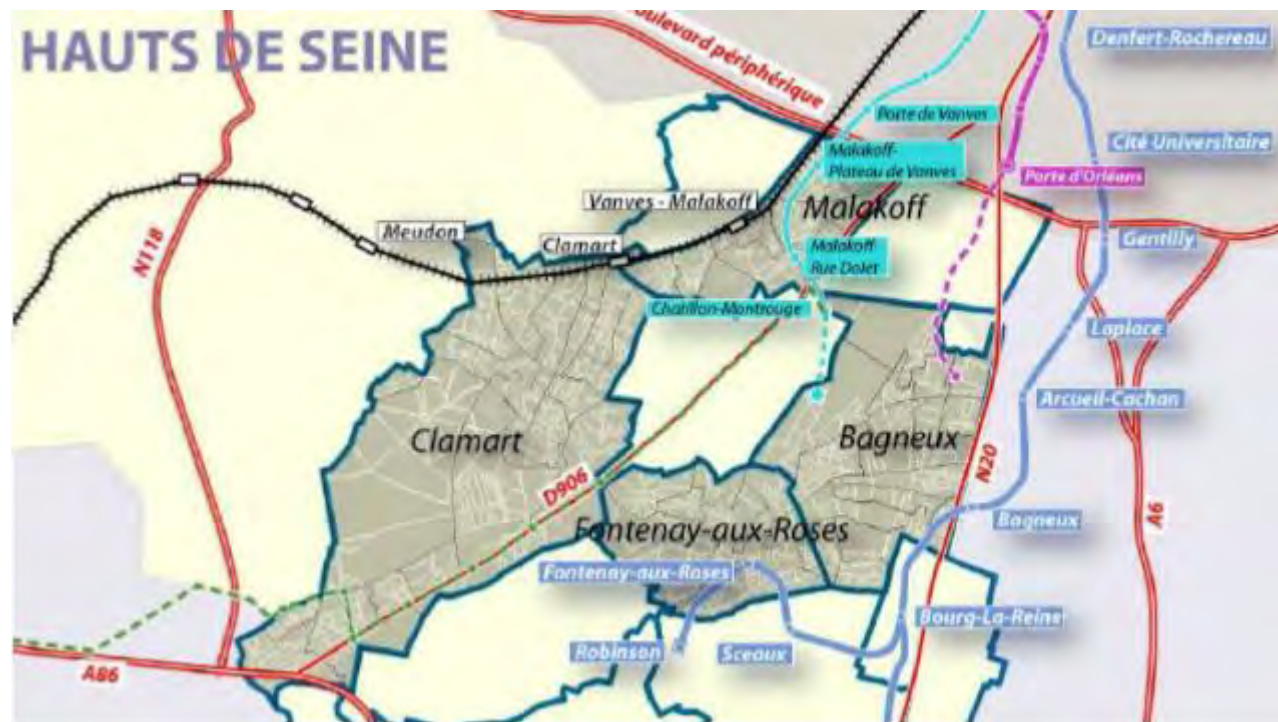 HAUTS DE SEINE
Boulevard périphérique
Denfert-Rochereau
Porte de Vanves
Cité Universitaire
Malakoff-
Plateau de Vanves
Porte d'Orléans
Vanves - Malakoff
Malakoff
Meudon
Clamart
N118
Malakoff-
Rue Dolet
Gentilly
Chatillon-Montrouge
Laplace
Arcueil-Cachan
Clamart
Bagneux
D906
N20
A6
Bagneux
Fontenay-aux-Roses
Fontenay-aux-Roses
Bourg-La-Reine
Robinson
Sceaux
A86